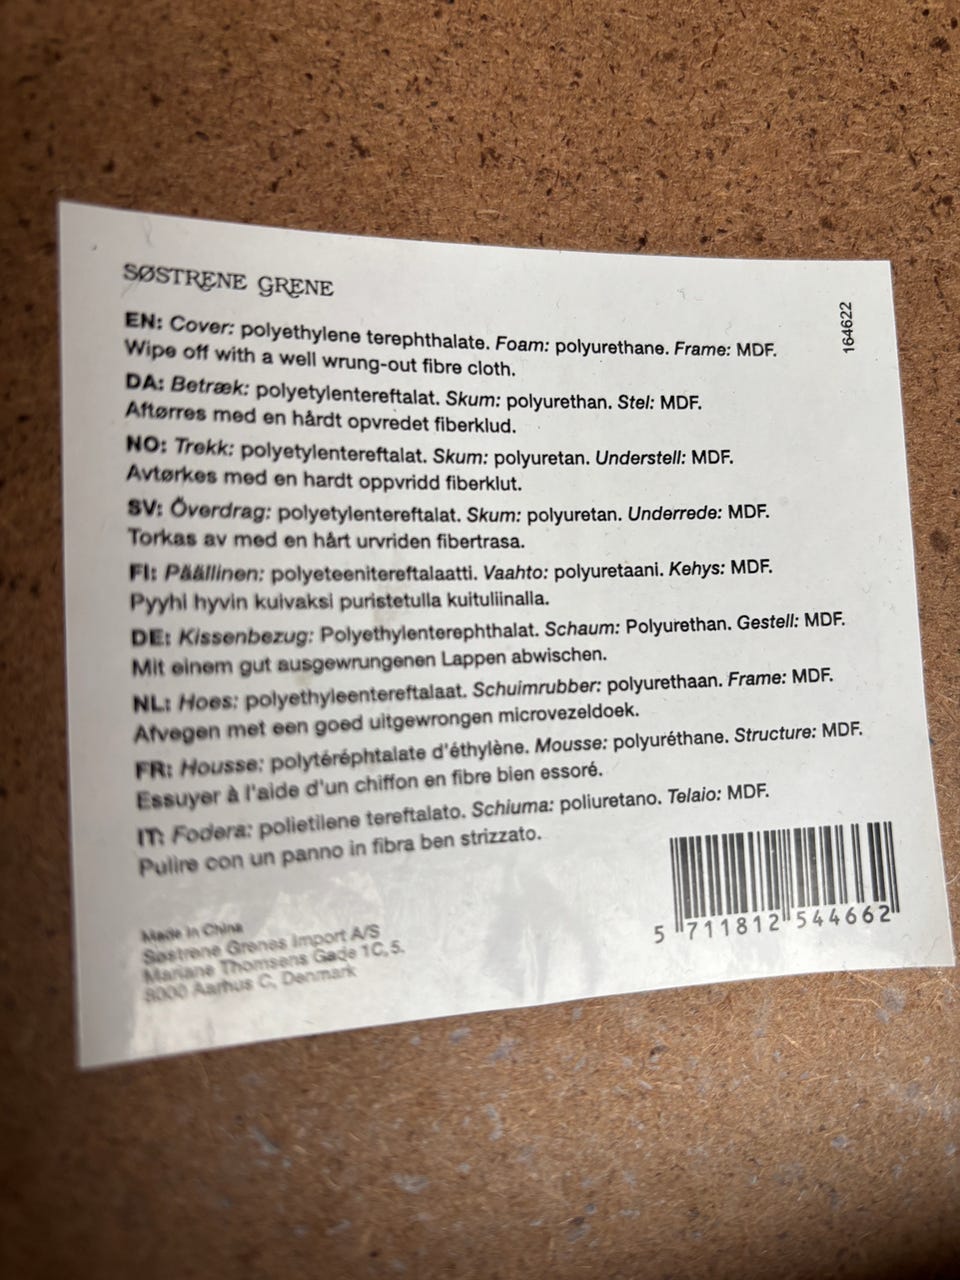 SØSTRENE GRENE
164622
EN: Cover: polyethylene terephthalate. Foam: polyurethane. Frame: MDF.
Wipe off with a well wrung-out fibre cloth.
DA: Betræk: polyetylentereftalat. Skum: polyurethan. Stel: MDF.
Aftørres med en hårdt opvredet fiberklud.
NO: Trekk: polyetylentereftalat. Skum: polyuretan. Understell: MDF.
Avtørkes med en hardt oppvridd fiberklut.
SV: Överdrag: polyetylentereftalat. Skum: polyuretan. Underrede: MDF.
Torkas av med en hårt urvriden fibertrasa.
FI: Päällinen: polyeteenitereftalaatti. Vaahto: polyuretaani. Kehys: MDF.
Pyyhi hyvin kuivaksi puristetulla kuituliinalla.
DE: Kissenbezug: Polyethylenterephthalat. Schaum: Polyurethan. Gestell: MDF.
Mit einem gut ausgewrungenen Lappen abwischen.
NL: Hoes: polyethyleentereftalaat. Schuimrubber: polyurethaan. Frame: MDF.
Afvegen met een goed uitgewrongen microvezeldoek.
FR: Housse: polytéréphtalate d'éthylène. Mousse: polyuréthane. Structure: MDF.
Essuyer à l'aide d'un chiffon en fibre bien essoré.
IT: Fodera: polietilene tereftalato. Schiuma: poliuretano. Telaio: MDF.
Pulire con un panno in fibra ben strizzato.
Made in China
Søstrene Grenes Import A/S
Mariane Thomsens Gade 1C, 5.
8000 Aarhus C, Denmark
5 711812 544662